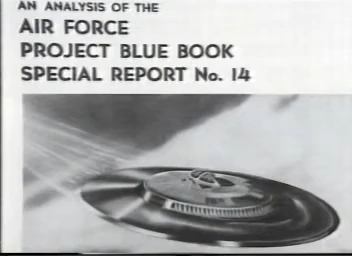 AN ANALYSIS OF THE
AIR FORCE
PROJECT BLUE BOOK
SPECIAL REPORT No. 14